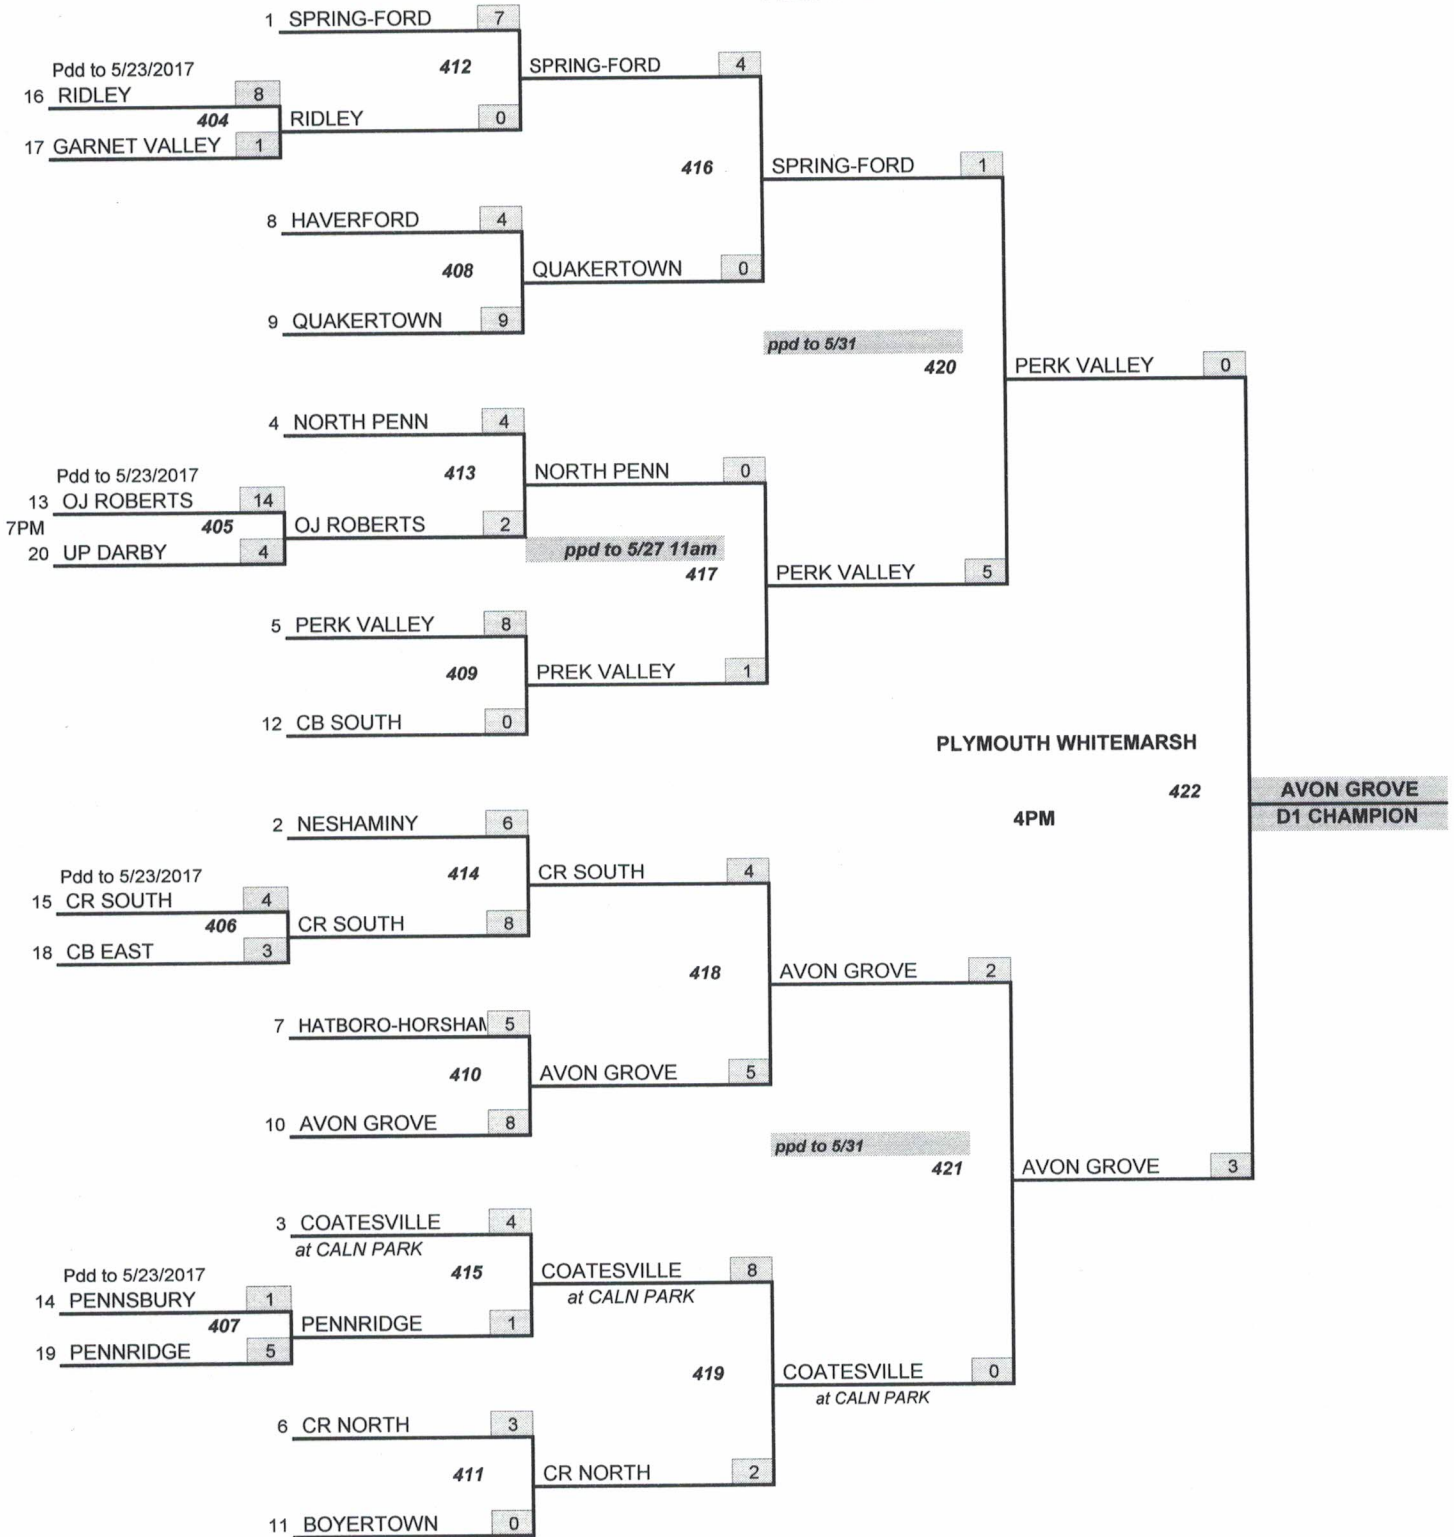 1 SPRING-FORD 7
412 SPRING-FORD 4
Pdd to 5/23/2017
16 RIDLEY 8
404 RIDLEY 0
17 GARNET VALLEY 1
416 SPRING-FORD 1
8 HAVERFORD 4
408 QUAKERTOWN 0
9 QUAKERTOWN 9
ppd to 5/31
420 PERK VALLEY 0
4 NORTH PENN 4
413 NORTH PENN 0
Pdd to 5/23/2017
13 OJ ROBERTS 14
7PM 405 OJ ROBERTS 2
20 UP DARBY 4
ppd to 5/27 11am
417 PERK VALLEY 5
5 PERK VALLEY 8
409 PREK VALLEY 1
12 CB SOUTH 0
PLYMOUTH WHITEMARSH
422 AVON GROVE
4PM D1 CHAMPION
2 NESHAMINY 6
414 CR SOUTH 4
Pdd to 5/23/2017
15 CR SOUTH 4
406 CR SOUTH 8
18 CB EAST 3
418 AVON GROVE 2
7 HATBORO-HORSHAM 5
410 AVON GROVE 5
10 AVON GROVE 8
ppd to 5/31
421 AVON GROVE 3
3 COATESVILLE 4
at CALN PARK
415 COATESVILLE 8
at CALN PARK
Pdd to 5/23/2017
14 PENNSBURY 1
407 PENNRIDGE 1
19 PENNRIDGE 5
419 COATESVILLE 0
at CALN PARK
6 CR NORTH 3
411 CR NORTH 2
11 BOYERTOWN 0